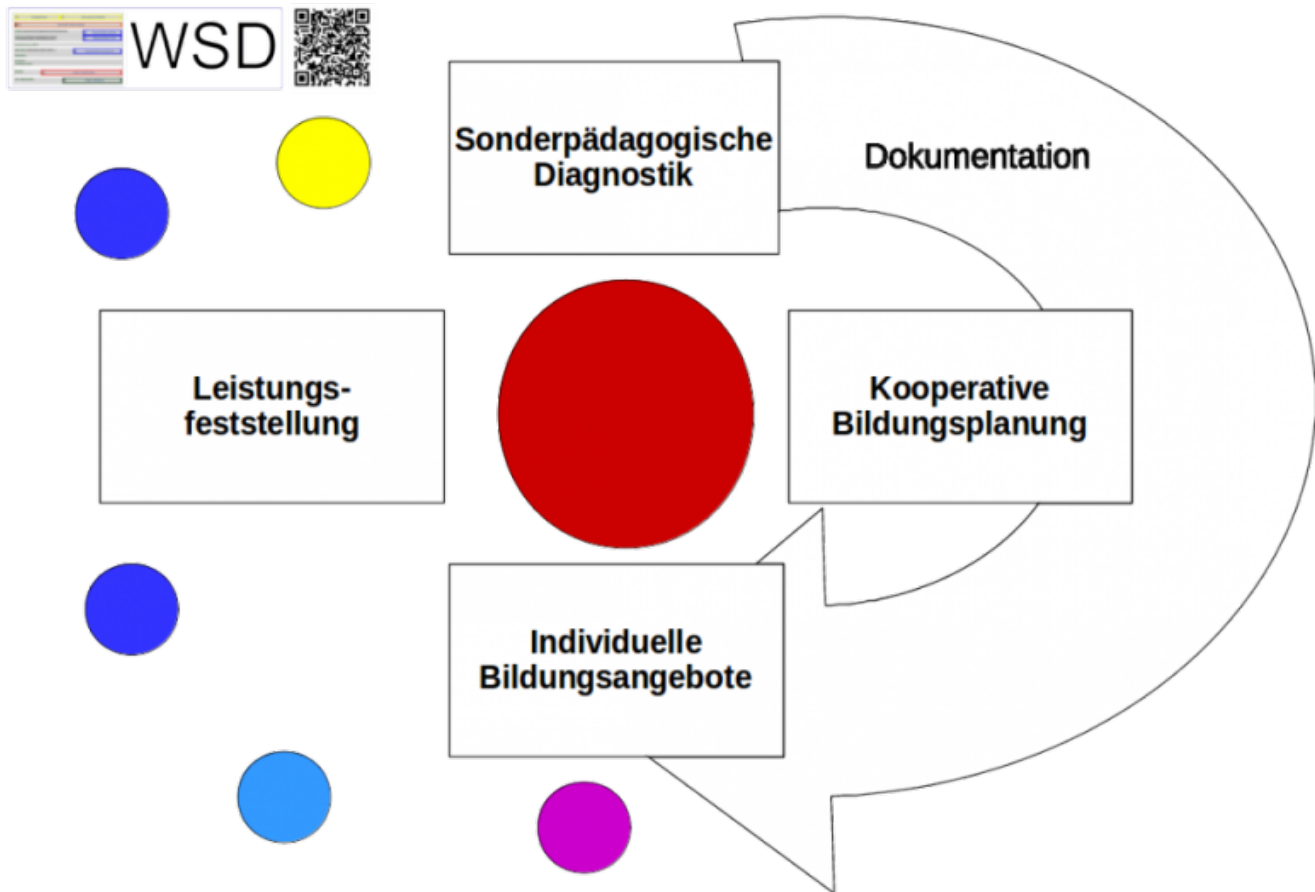 WSD
Sonderpädagogische
Diagnostik
Dokumentation
Leistungs-
feststellung
Kooperative
Bildungsplanung
Individuelle
Bildungsangebote